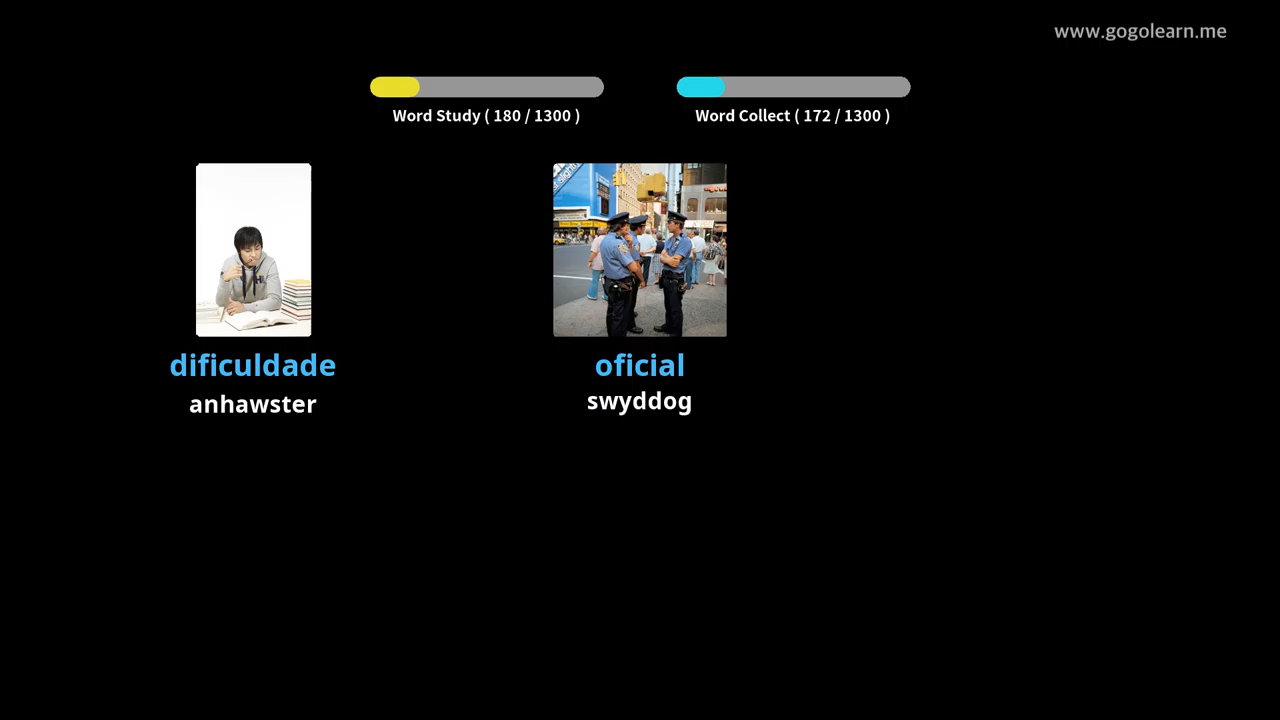 www.gogolearn.me
Word Study ( 180 / 1300 )
Word Collect ( 172 / 1300 )
dificuldade
anhawster
oficial
swyddog